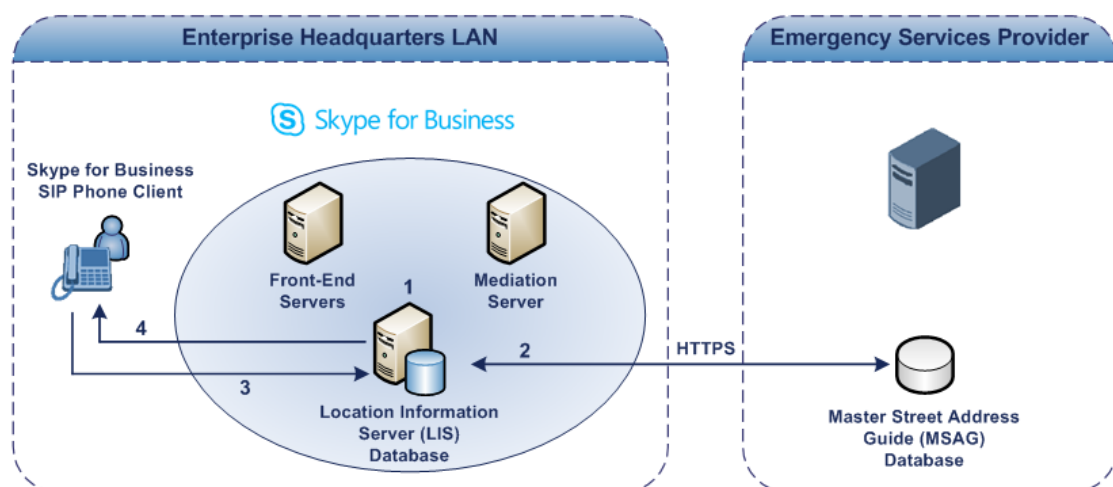 Enterprise Headquarters LAN
Emergency Services Provider
S Skype for Business
Skype for Business
SIP Phone Client
Front-End
Servers
Mediation
Server
1
4
2
HTTPS
3
Location Information
Server (LIS)
Database
Master Street Address
Guide (MSAG)
Database